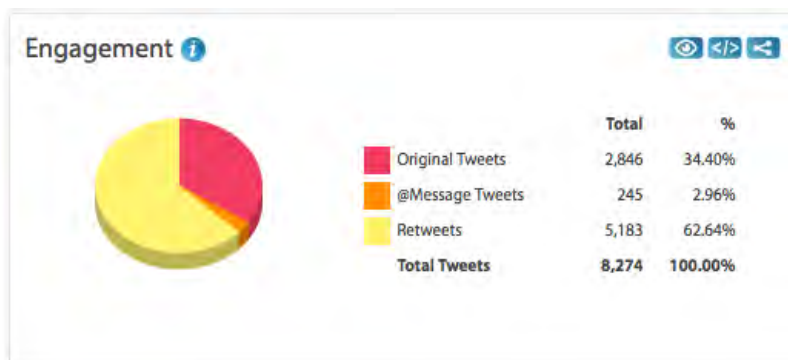 Engagement i
</>
Total %
Original Tweets 2,846 34.40%
@Message Tweets 245 2.96%
Retweets 5,183 62.64%
Total Tweets 8,274 100.00%